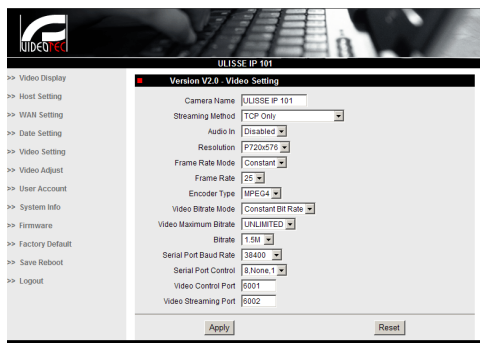 VIDEOTEC
ULISSE IP 101
>> Video Display
>> Host Setting
>> WAN Setting
>> Date Setting
>> Video Setting
>> Video Adjust
>> User Account
>> System Info
>> Firmware
>> Factory Default
>> Save Reboot
>> Logout
Version V2.0 - Video Setting
Camera Name ULISSE IP 101
Streaming Method TCP Only
Audio In Disabled
Resolution P720x576
Frame Rate Mode Constant
Frame Rate 25
Encoder Type MPEG4
Video Bitrate Mode Constant Bit Rate
Video Maximum Bitrate UNLIMITED
Bitrate 1.5M
Serial Port Baud Rate 38400
Serial Port Control 8,None,1
Video Control Port 6001
Video Streaming Port 6002
Apply Reset